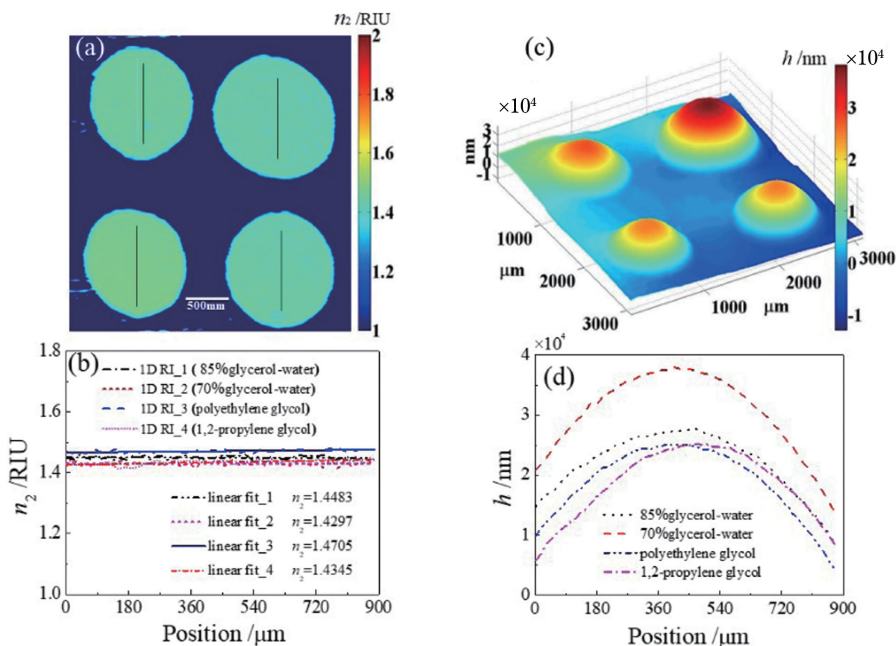 n₂ /RIU
(a)
2
1.8
1.6
1.4
1.2
1
500mm
(c)
h /nm
×10⁴
3
2
1
0
-1
×10⁴
3
2
1
0
-1
nm
1000
2000
3000
μm
1000
2000
3000
μm
(b)
1.8
1.6
1.4
1.2
1.0
n₂ /RIU
1D RI_1 ( 85%glycerol-water)
1D RI_2 (70%glycerol-water)
1D RI_3 (polyethylene glycol)
1D RI_4 (1,2-propylene glycol)
linear fit_1 n₂=1.4483
linear fit_2 n₂=1.4297
linear fit_3 n₂=1.4705
linear fit_4 n₂=1.4345
0 180 360 540 720 900
Position /μm
(d)
×10⁴
4k
3k
2k
1k
0
h /nm
85%glycerol-water
70%glycerol-water
polyethylene glycol
1,2-propylene glycol
0 180 360 540 720 900
Position /μm